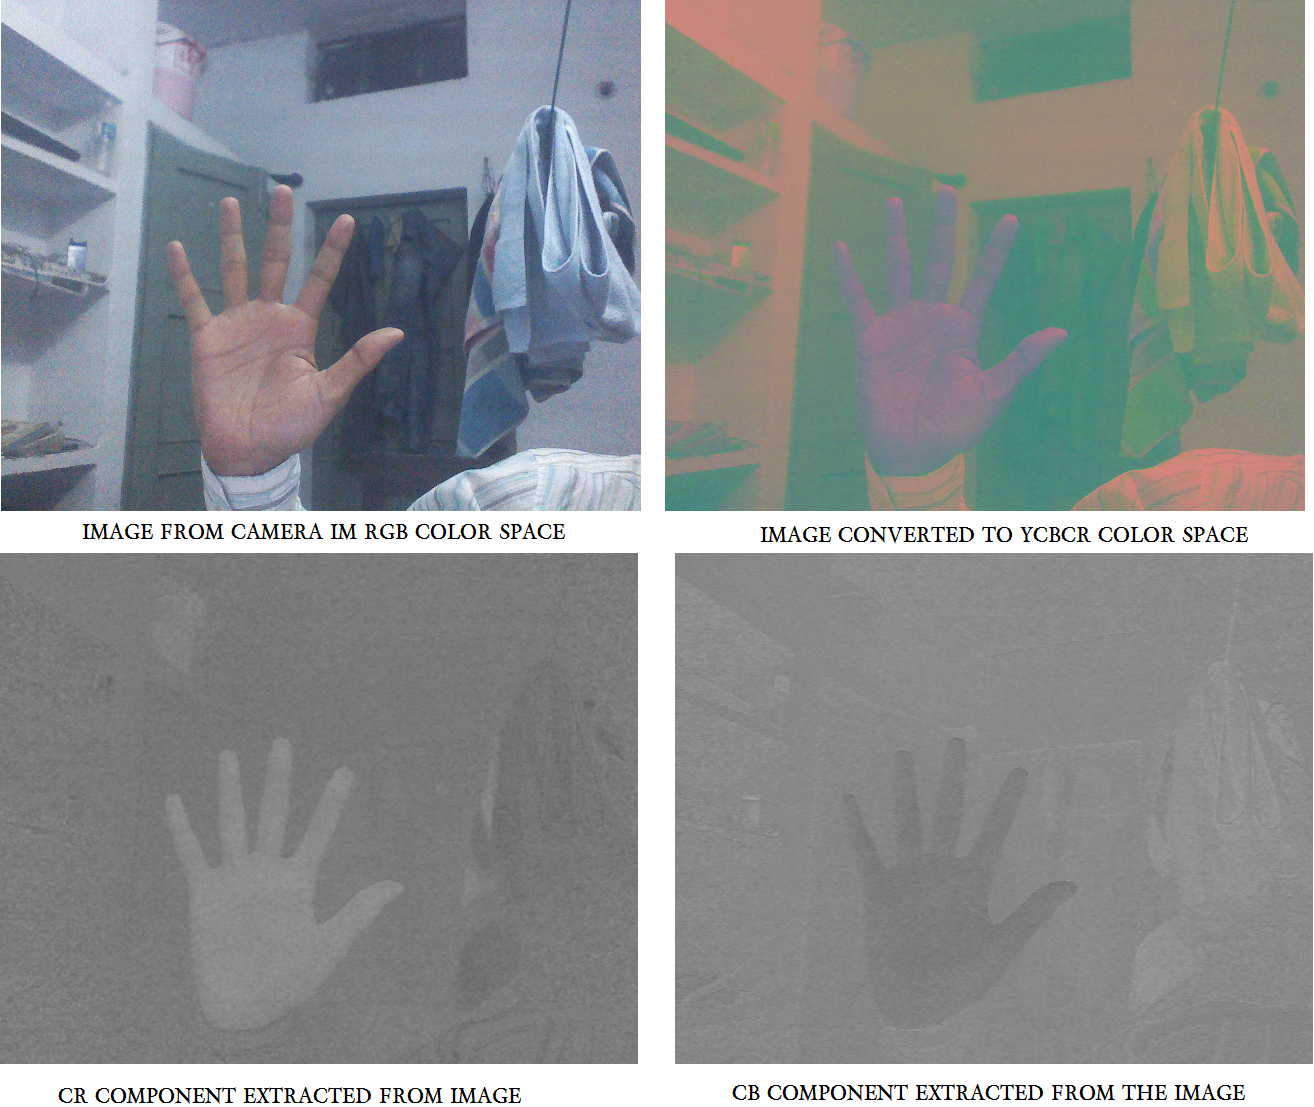 IMAGE FROM CAMERA IM RGB COLOR SPACE
IMAGE CONVERTED TO YCBCR COLOR SPACE
CR COMPONENT EXTRACTED FROM IMAGE
CB COMPONENT EXTRACTED FROM THE IMAGE